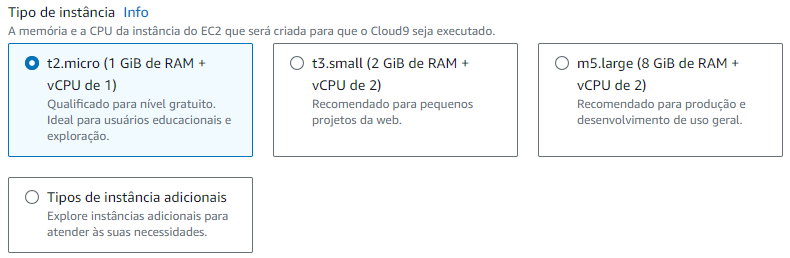 Tipo de instância Info
A memória e a CPU da instância do EC2 que será criada para que o Cloud9 seja executado.
t2.micro (1 GiB de RAM +
vCPU de 1)
Qualificado para nível gratuito.
Ideal para usuários educacionais e
exploração.
t3.small (2 GiB de RAM +
vCPU de 2)
Recomendado para pequenos
projetos da web.
m5.large (8 GiB de RAM +
vCPU de 2)
Recomendado para produção e
desenvolvimento de uso geral.
Tipos de instância adicionais
Explore instâncias adicionais para
atender às suas necessidades.